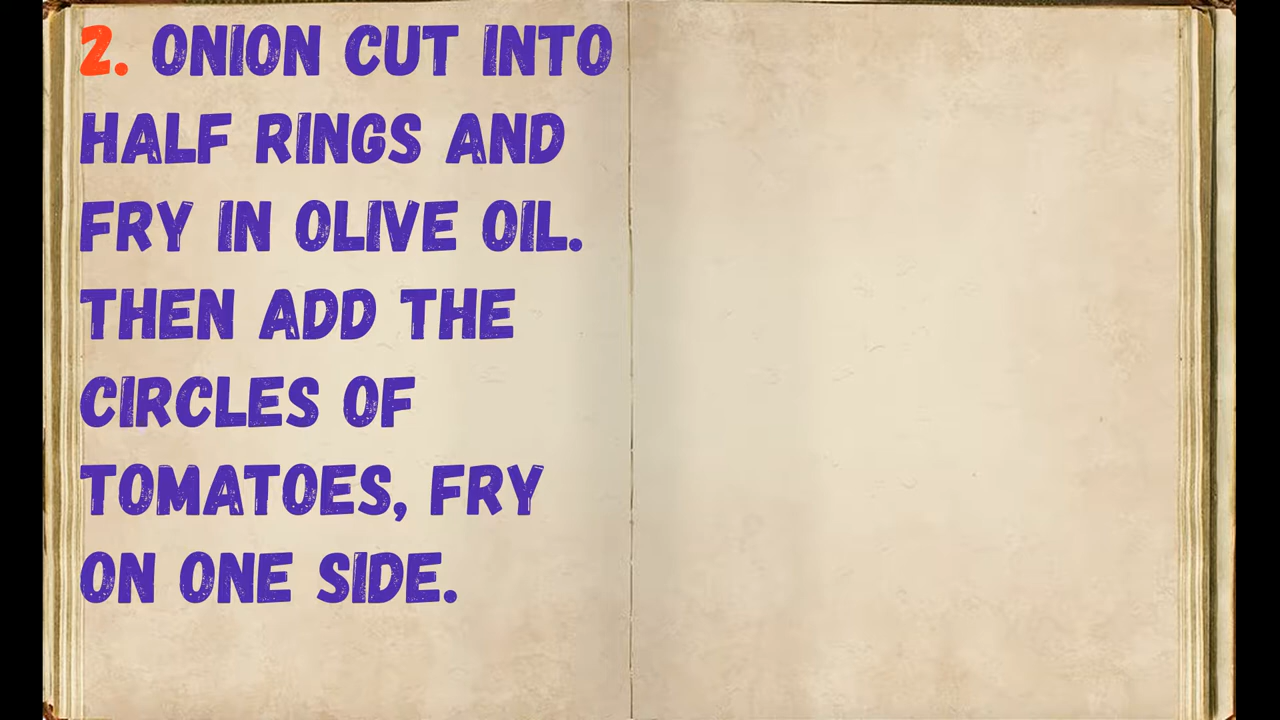 2. ONION CUT INTO
HALF RINGS AND
FRY IN OLIVE OIL.
THEN ADD THE
CIRCLES OF
TOMATOES, FRY
ON ONE SIDE.